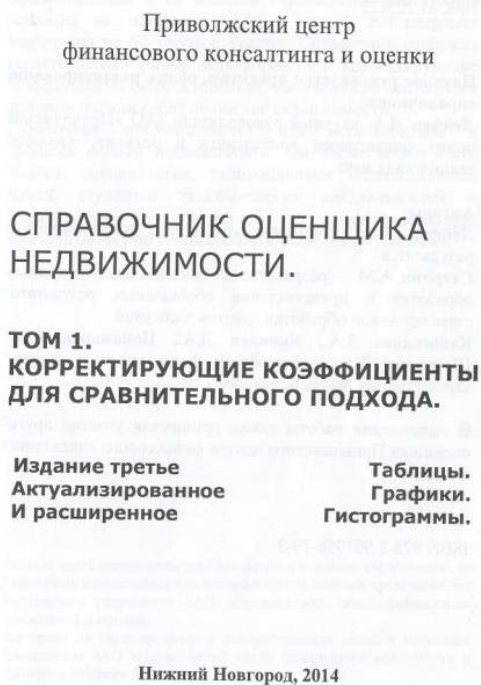 Приволжский центр
финансового консалтинга и оценки
СПРАВОЧНИК ОЦЕНЩИКА
НЕДВИЖИМОСТИ.
ТОМ 1.
КОРРЕКТИРУЮЩИЕ КОЭФФИЦИЕНТЫ
ДЛЯ СРАВНИТЕЛЬНОГО ПОДХОДА.
Издание третье Таблицы.
Актуализированное Графики.
И расширенное Гистограммы.
Нижний Новгород, 2014